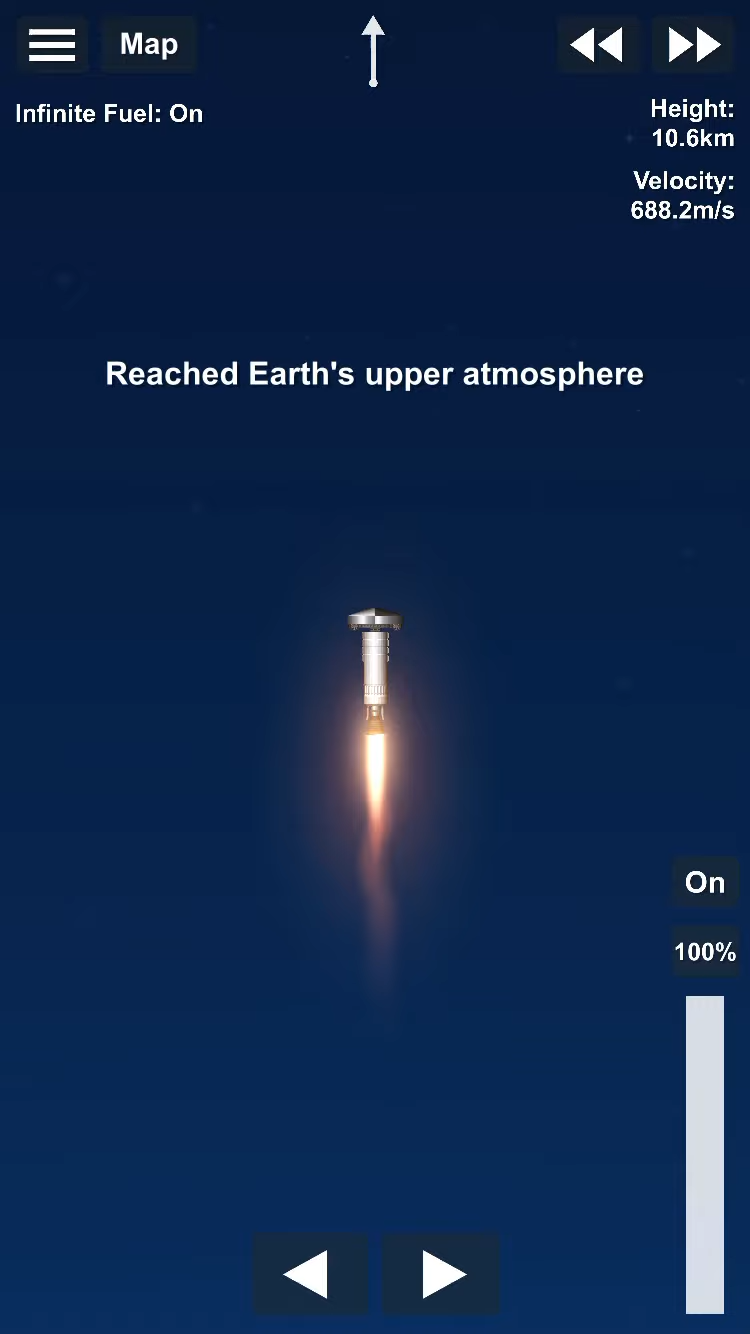 Map
Infinite Fuel: On
Height:
10.6km
Velocity:
688.2m/s
Reached Earth's upper atmosphere
On
100%